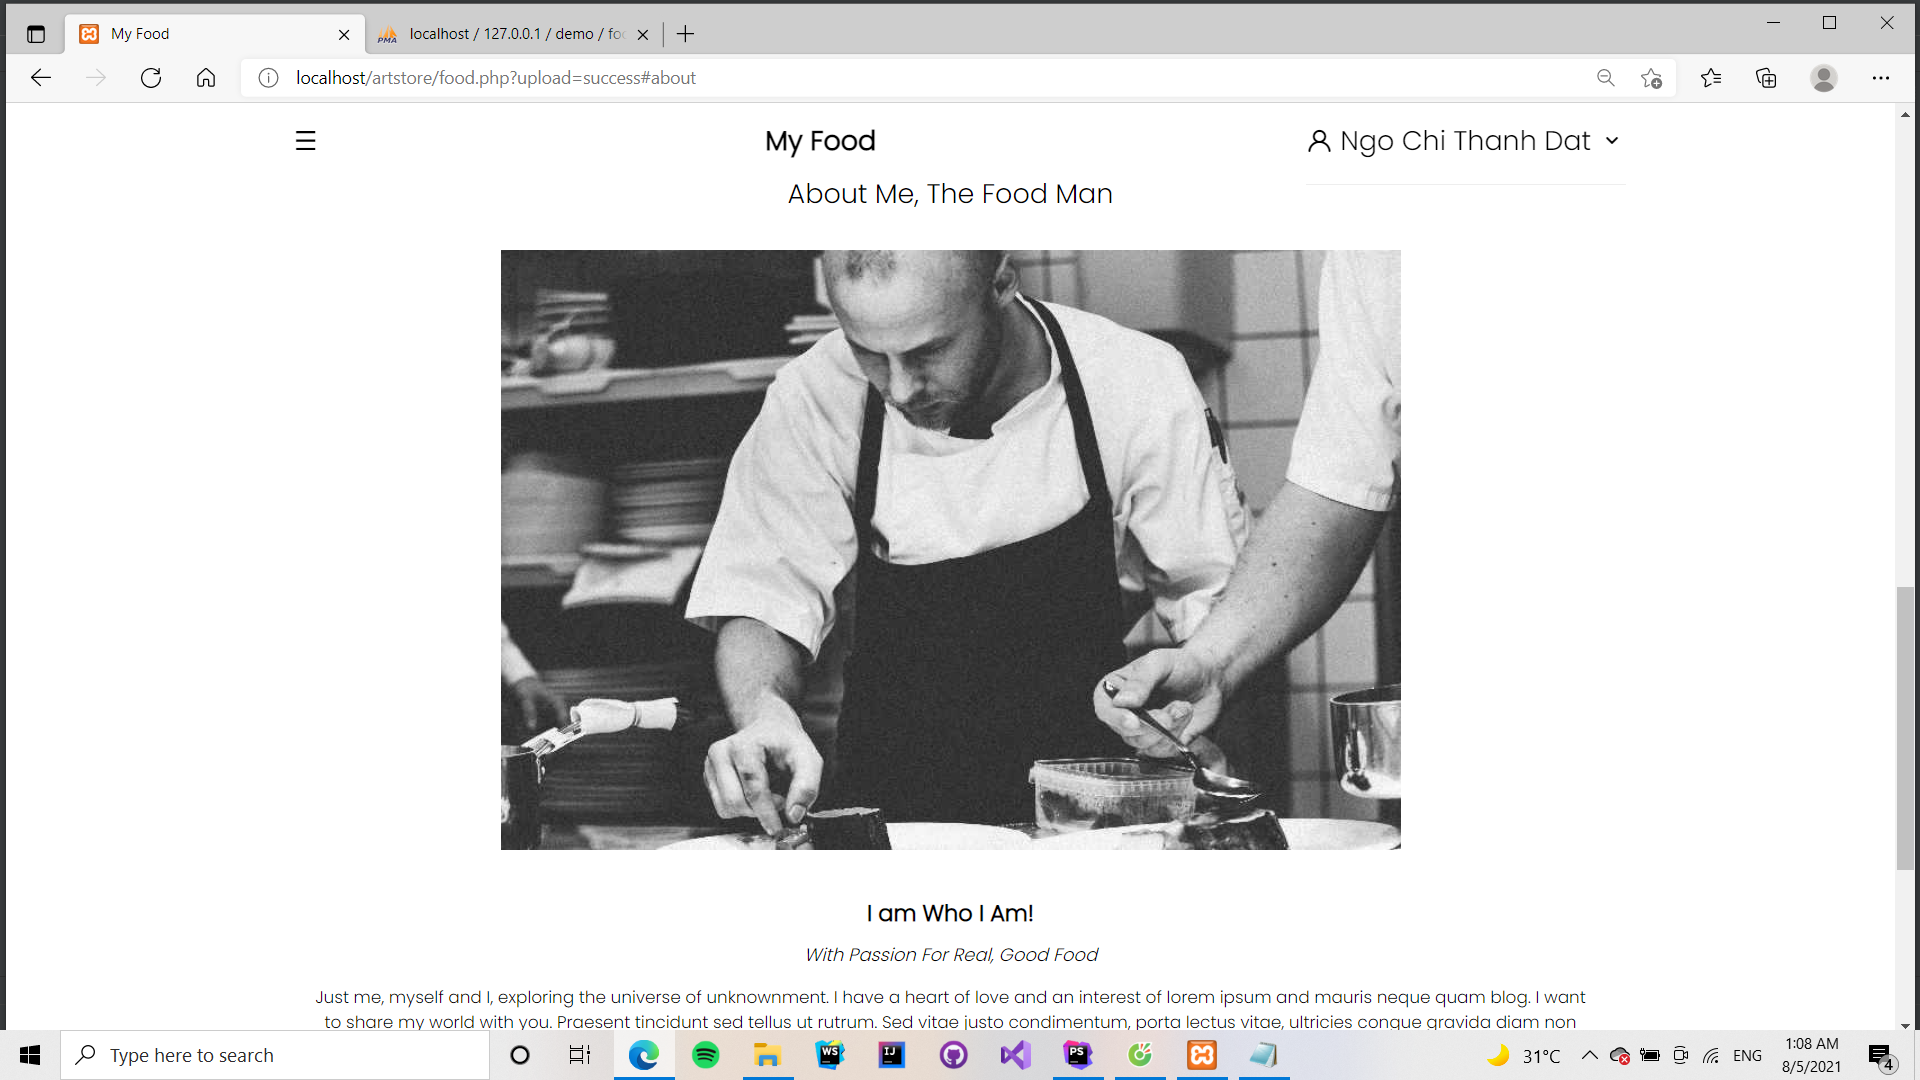 My Food
localhost / 127.0.0.1 / demo / foo
localhost/artstore/food.php?upload=success#about
My Food
Ngo Chi Thanh Dat
About Me, The Food Man
I am Who I Am!
With Passion For Real, Good Food
Just me, myself and I, exploring the universe of unknownment. I have a heart of love and an interest of lorem ipsum and mauris neque quam blog. I want
to share my world with you. Praesent tincidunt sed tellus ut rutrum. Sed vitae justo condimentum, porta lectus vitae, ultricies congue gravida diam non
Type here to search
WS
IJ
PS
31°C
ENG
1:08 AM
8/5/2021
4